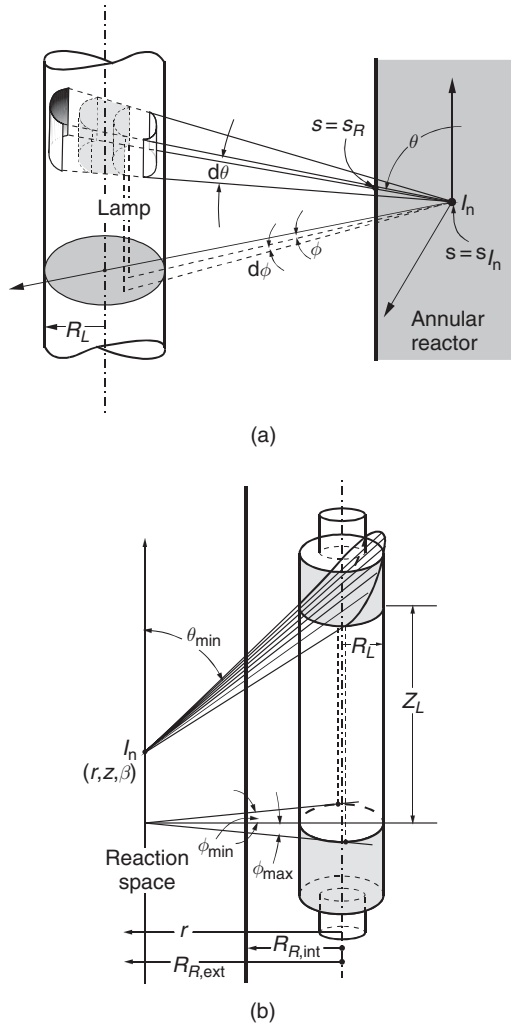 s = s_R
θ
dθ
Lamp
I_n
s = s_{I_n}
ϕ
dϕ
R_L
Annular
reactor
(a)
θ_min
R_L
Z_L
I_n
(r,z,β)
ϕ_min
ϕ_max
Reaction
space
r
R_{R,int}
R_{R,ext}
(b)